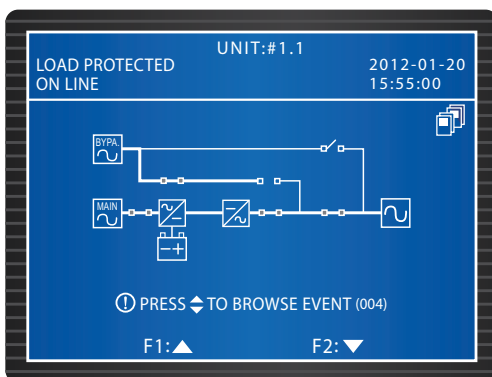 UNIT:#1.1
LOAD PROTECTED
2012-01-20
ON LINE
15:55:00
BYPA.
MAIN
PRESS TO BROWSE EVENT (004)
F1:
F2: